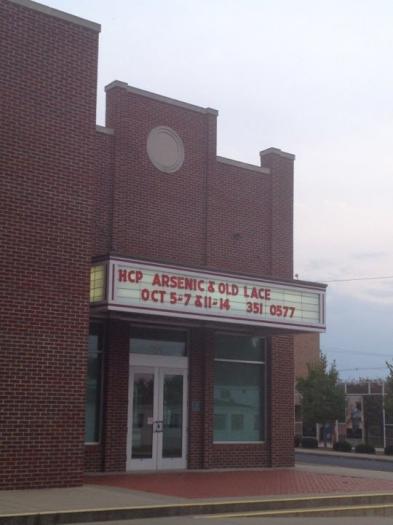 HCP ARSENIC & OLD LACE
OCT 5-7 & 11-14 351 0577